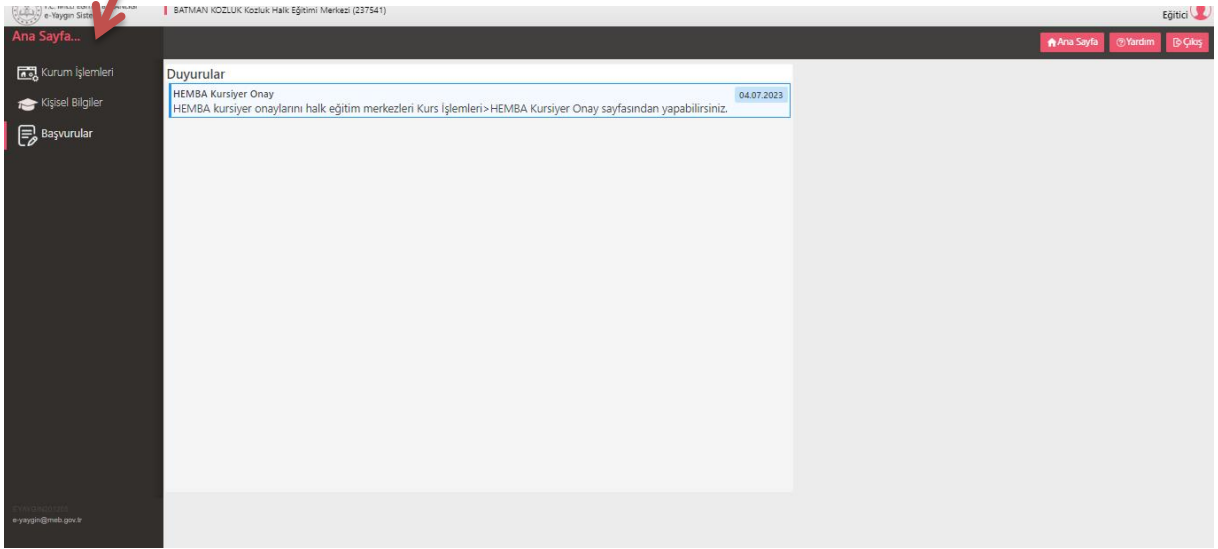 e-Yaygın Siste
BATMAN KOZLUK Kozluk Halk Eğitimi Merkezi (237541)
Eğitici
Ana Sayfa...
Ana Sayfa
Yardım
Çıkış
Kurum İşlemleri
Kişisel Bilgiler
Başvurular
Duyurular
HEMBA Kursiyer Onay
04.07.2023
HEMBA kursiyer onaylarını halk eğitim merkezleri Kurs İşlemleri>HEMBA Kursiyer Onay sayfasından yapabilirsiniz.
e-yaygin@meb.gov.tr